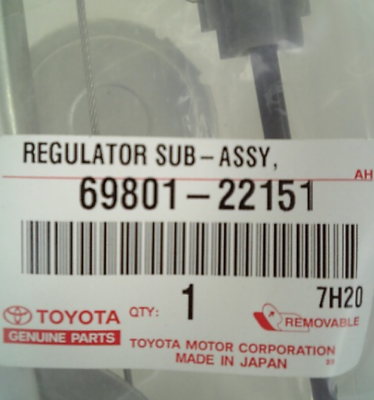 REGULATOR SUB-ASSY,
AH
69801-22151
TOYOTA QTY: 1 7H20
GENUINE PARTS REMOVABLE
TOYOTA MOTOR CORPORATION
MADE IN JAPAN